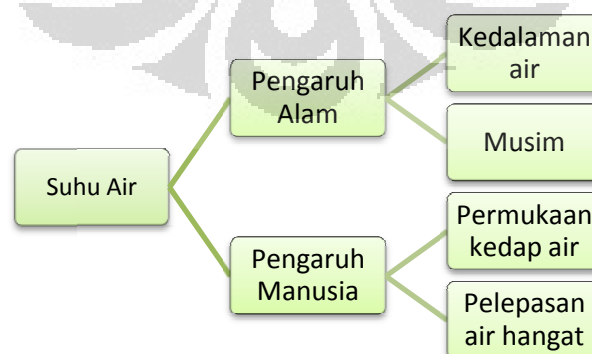 Suhu Air
Pengaruh
Alam
Kedalaman
air
Musim
Pengaruh
Manusia
Permukaan
kedap air
Pelepasan
air hangat